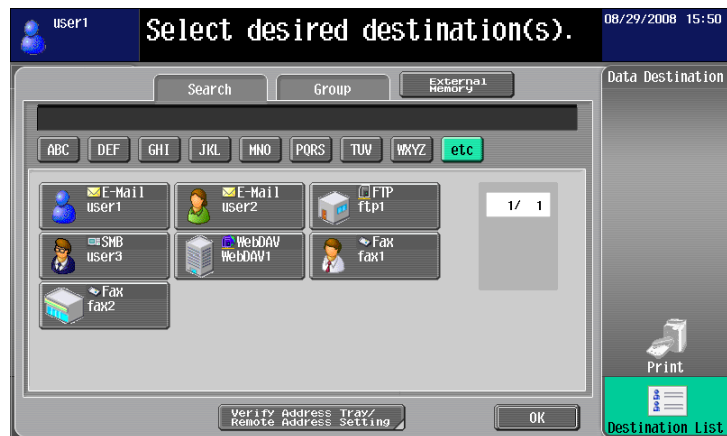 user1
Select desired destination(s).
08/29/2008 15:50
Search
Group
External
Memory
Data Destination
ABC
DEF
GHI
JKL
MNO
PQRS
TUV
WXYZ
etc
E-Mail
user1
E-Mail
user2
FTP
ftp1
1/ 1
SMB
user3
WebDAV
WebDAV1
Fax
fax1
Fax
fax2
Print
Verify Address Tray/
Remote Address Setting
OK
Destination List